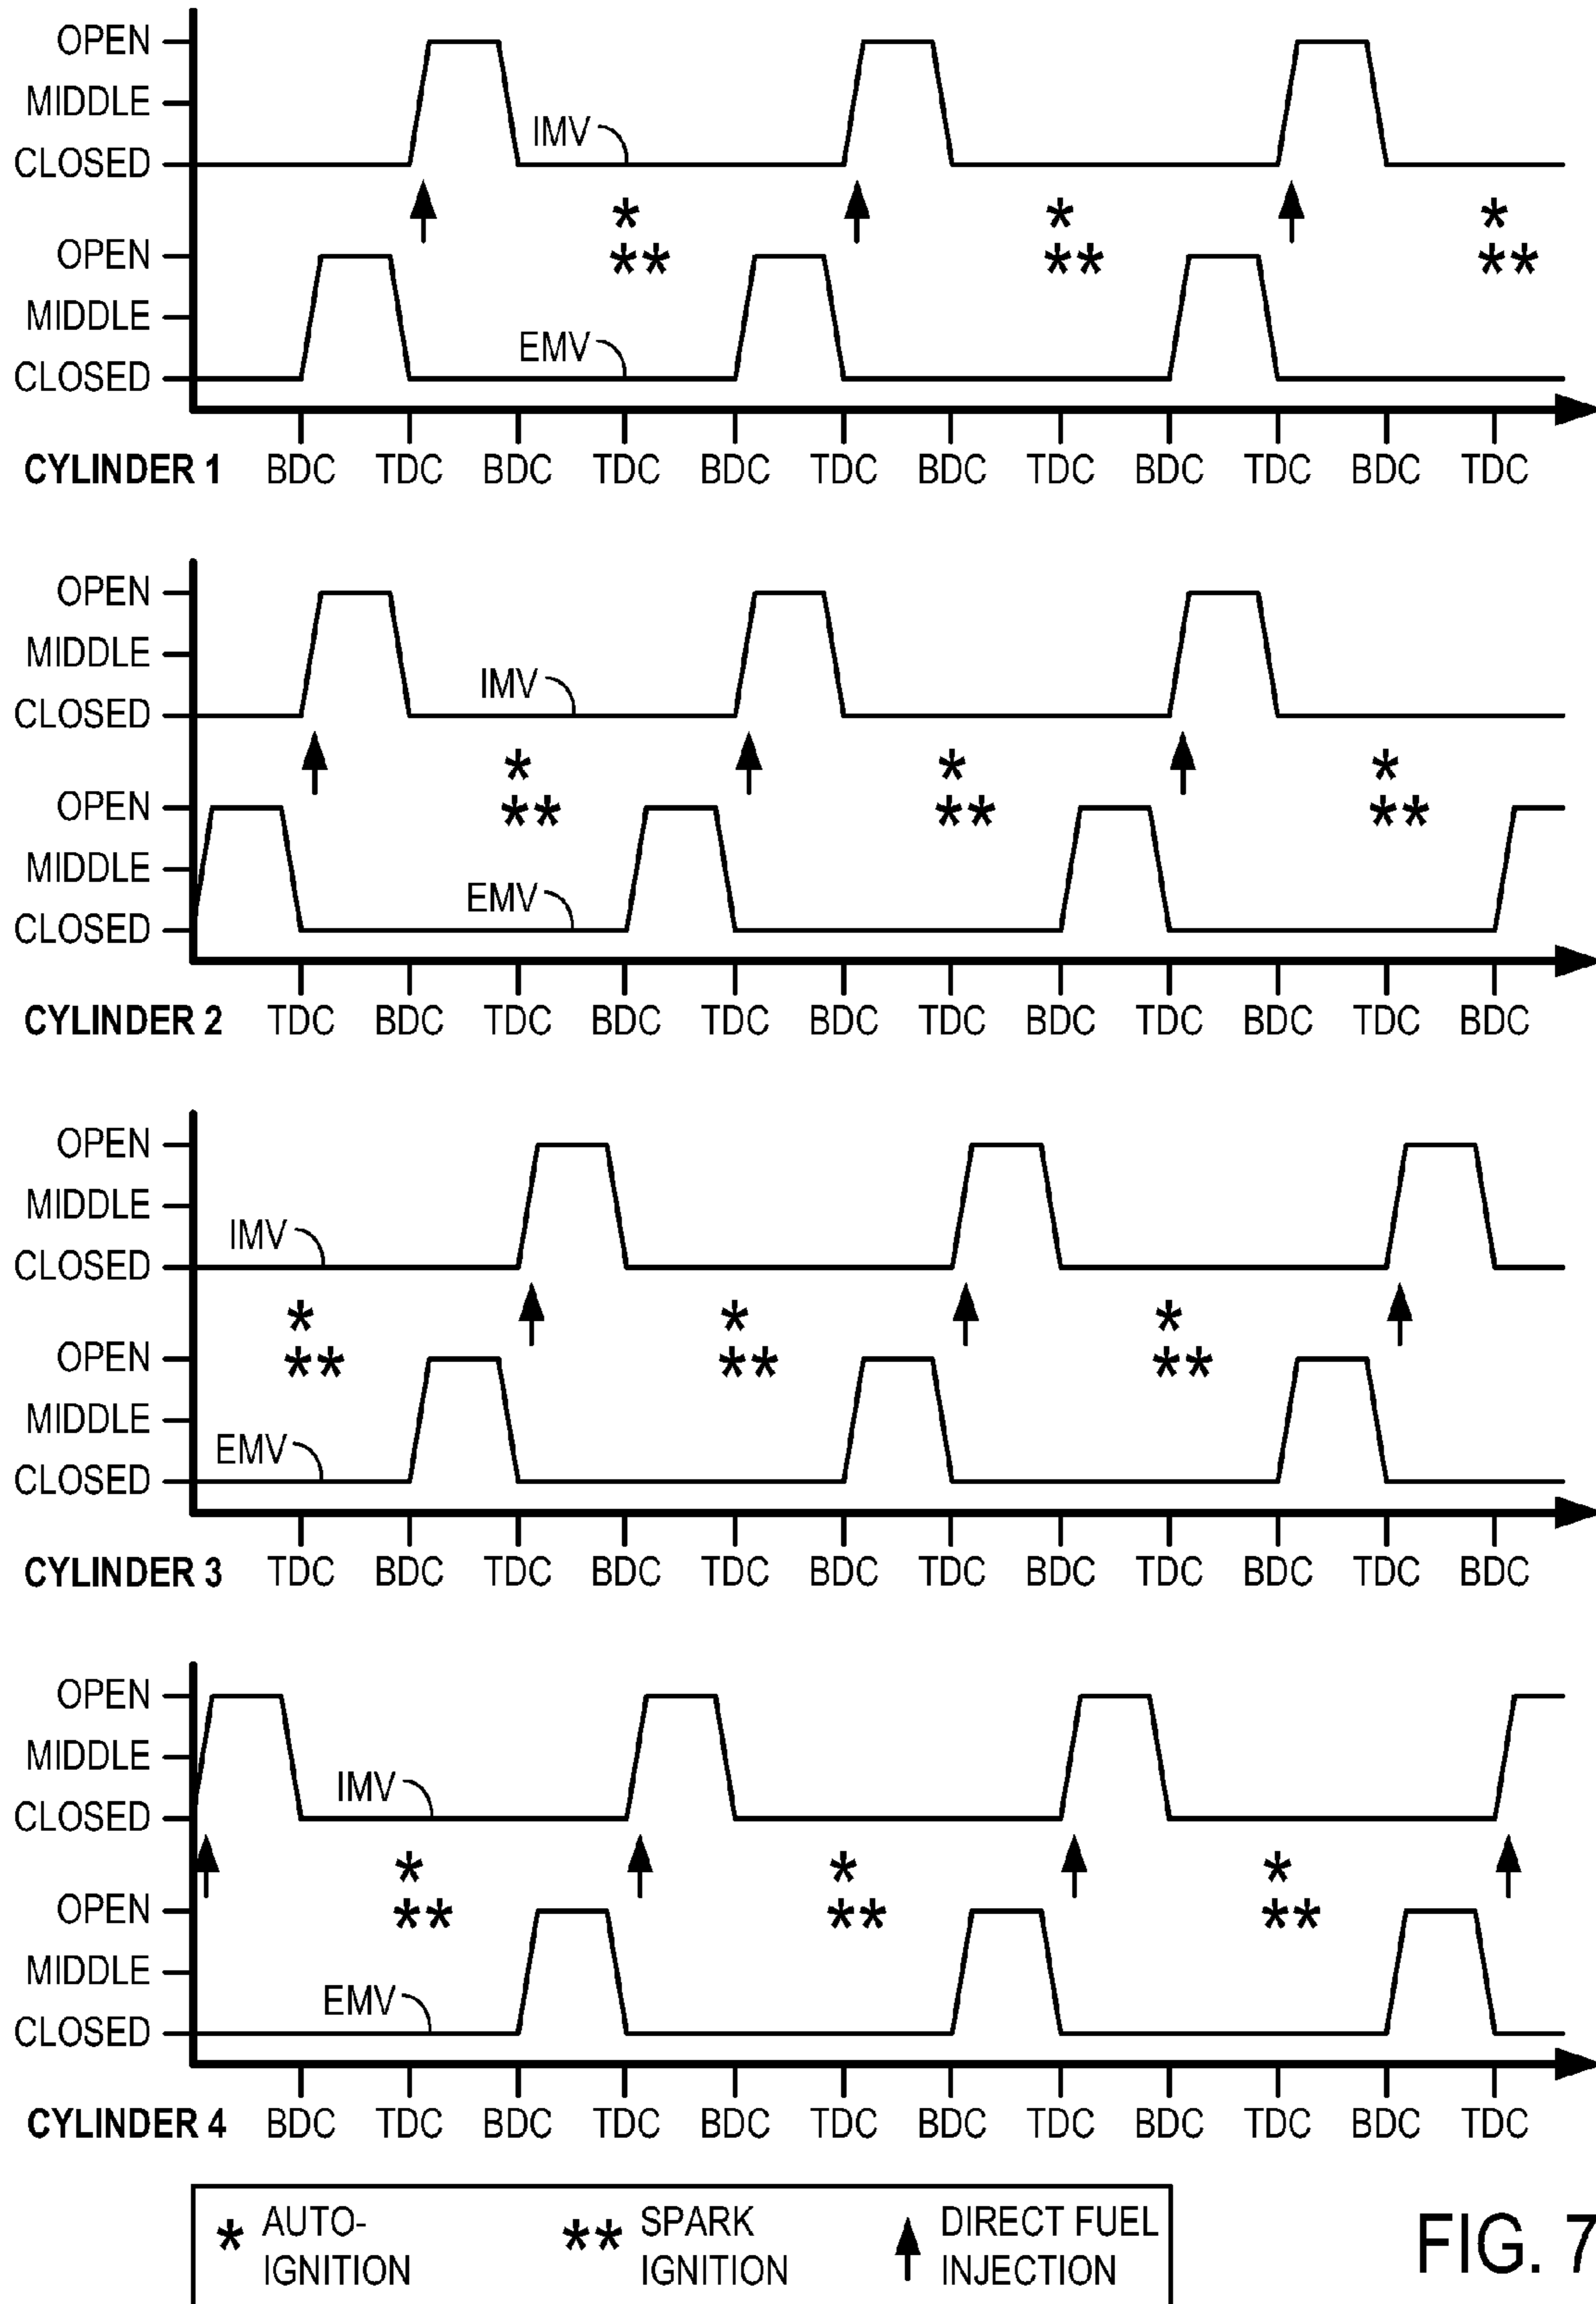 OPEN
MIDDLE
CLOSED
IMV
* **
* **
* **
OPEN
MIDDLE
CLOSED
EMV
CYLINDER 1 BDC TDC BDC TDC BDC TDC BDC TDC BDC TDC BDC TDC
OPEN
MIDDLE
CLOSED
IMV
* **
* **
* **
OPEN
MIDDLE
CLOSED
EMV
CYLINDER 2 TDC BDC TDC BDC TDC BDC TDC BDC TDC BDC TDC BDC
OPEN
MIDDLE
CLOSED
IMV
* **
* **
* **
OPEN
MIDDLE
CLOSED
EMV
CYLINDER 3 TDC BDC TDC BDC TDC BDC TDC BDC TDC BDC TDC BDC
OPEN
MIDDLE
CLOSED
IMV
* **
* **
* **
OPEN
MIDDLE
CLOSED
EMV
CYLINDER 4 BDC TDC BDC TDC BDC TDC BDC TDC BDC TDC BDC TDC
* AUTO-
IGNITION
** SPARK
IGNITION
DIRECT FUEL
INJECTION
FIG. 7